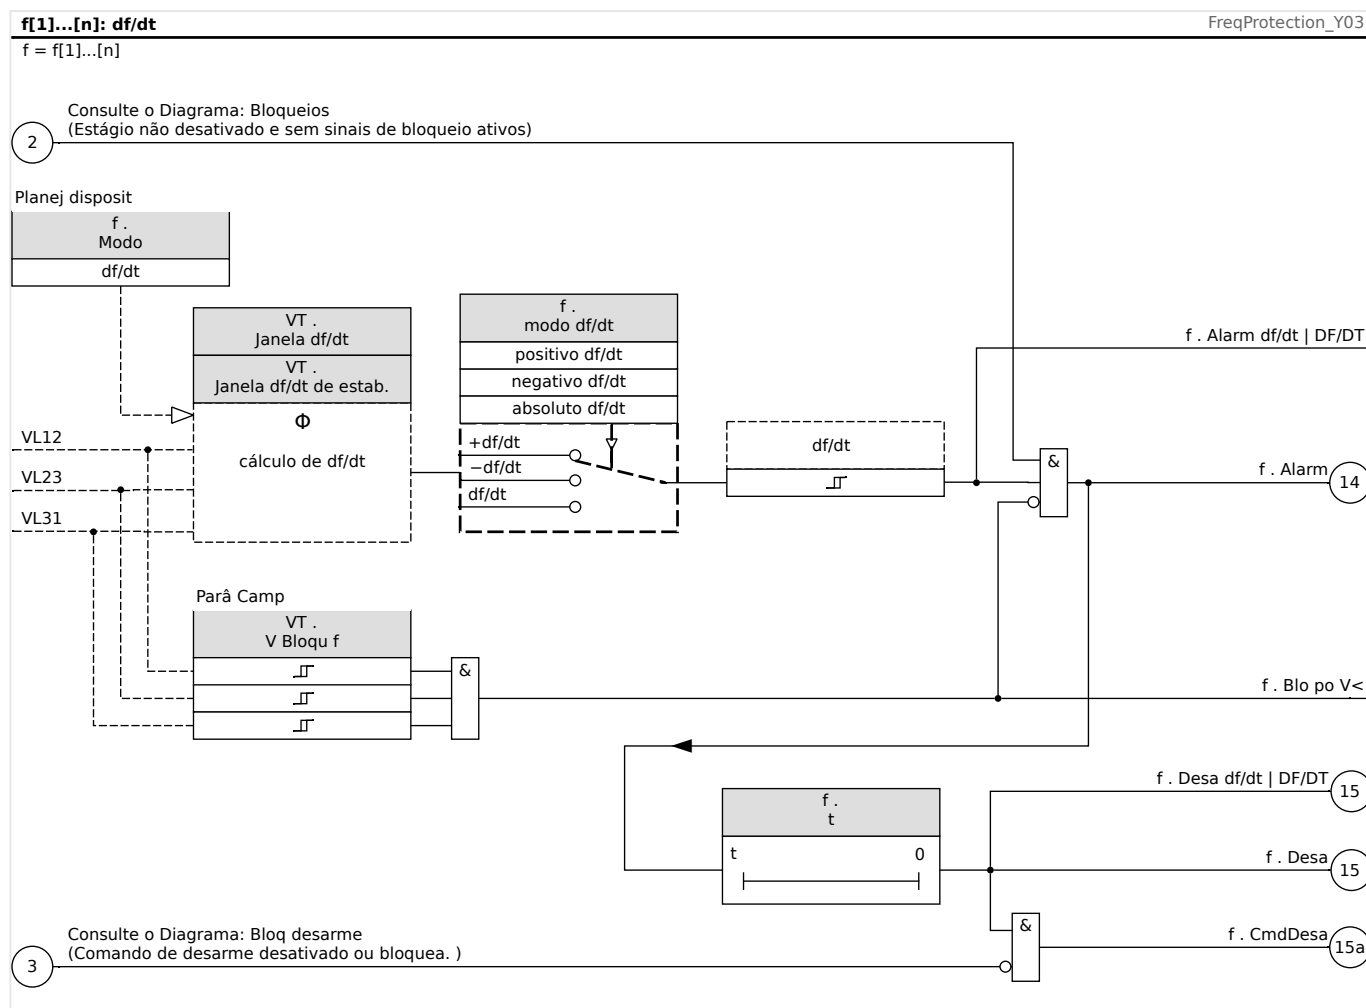 f[1]...[n]: df/dt
FreqProtection_Y03
f = f[1]...[n]
Consulte o Diagrama: Bloqueios
(Estágio não desativado e sem sinais de bloqueio ativos)
2
Planej disposit
f .
Modo
df/dt
VT .
Janela df/dt
VT .
Janela df/dt de estab.
Φ
cálculo de df/dt
VL12
VL23
VL31
f .
modo df/dt
positivo df/dt
negativo df/dt
absoluto df/dt
+df/dt
−df/dt
df/dt
df/dt
&
f . Alarm df/dt | DF/DT
f . Alarm
14
Parâ Camp
VT .
V Bloqu f
&
f . Blo po V<
f .
t
t 0
f . Desa df/dt | DF/DT
15
f . Desa
15
&
f . CmdDesa
15a
Consulte o Diagrama: Bloq desarme
(Comando de desarme desativado ou bloquea. )
3